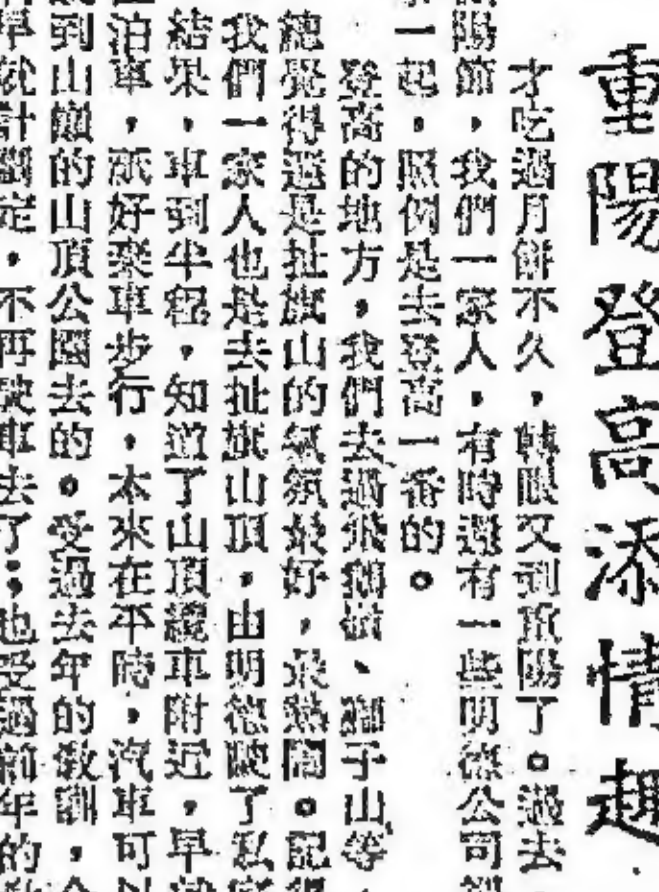 重陽登高添情趣
才吃過月餅不久，轉眼又到重陽了。過去
陽節，我們一家人，有時還有一些明德公司
一起，照例是去登高一番的。
登高的地方，我們去過飛鵝嶺、獅子山等，
總覺得還是扯旗山的氣氛最好，最熱鬧。記得
我們一家人也是去扯旗山頂，由明德駛了私家
結果，車到半程，知道了山頂纜車附近，早
泊車，祇好棄車步行，本來在平時，汽車可以
到山巔的山頂公園去的。受過去年的教訓，今
早就計劃定，不再駛車去了；也受過前年的